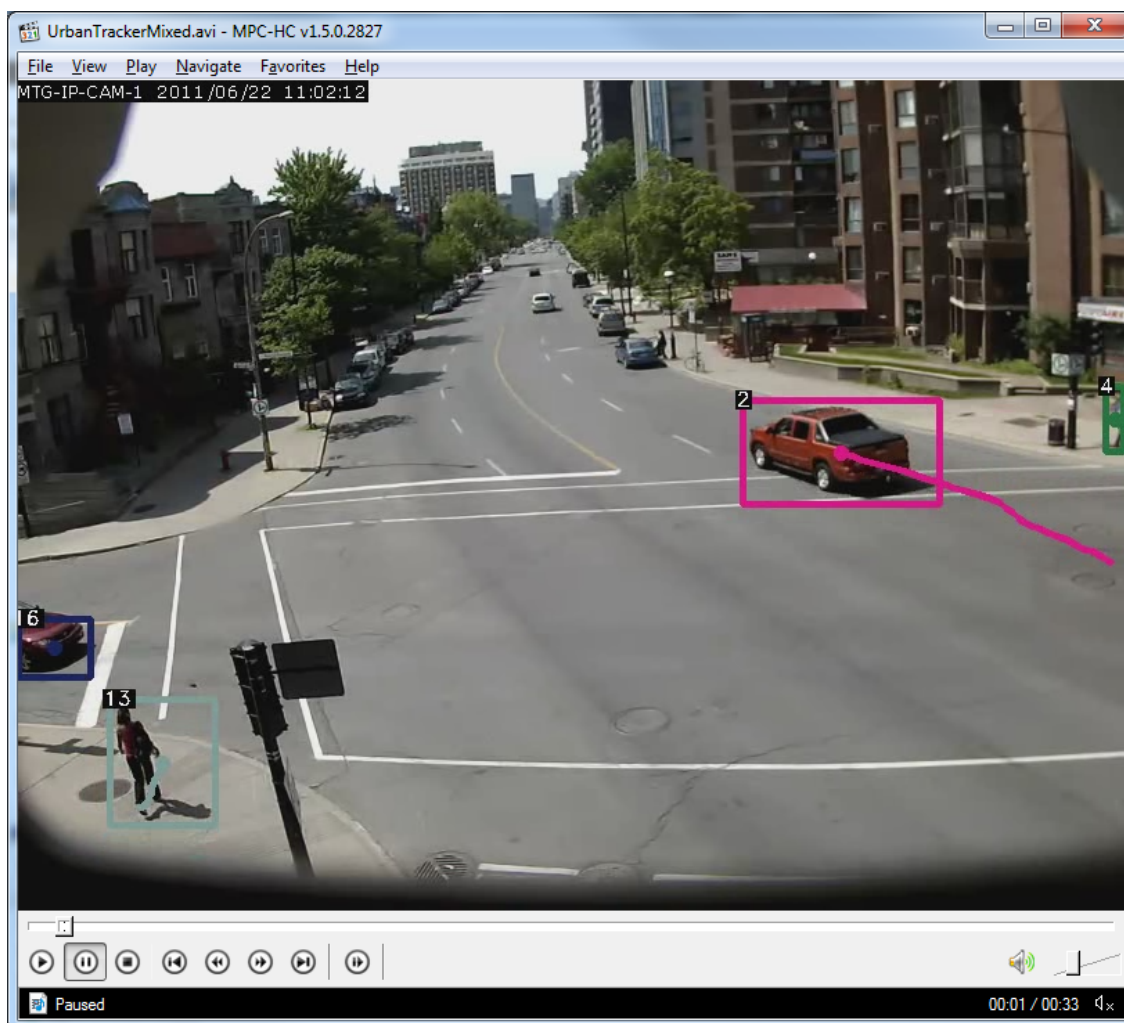 UrbanTrackerMixed.avi - MPC-HC v1.5.0.2827
File View Play Navigate Favorites Help
MTG-IP-CAM-1 2011/06/22 11:02:12
2
4
16
13
Paused
00:01 / 00:33